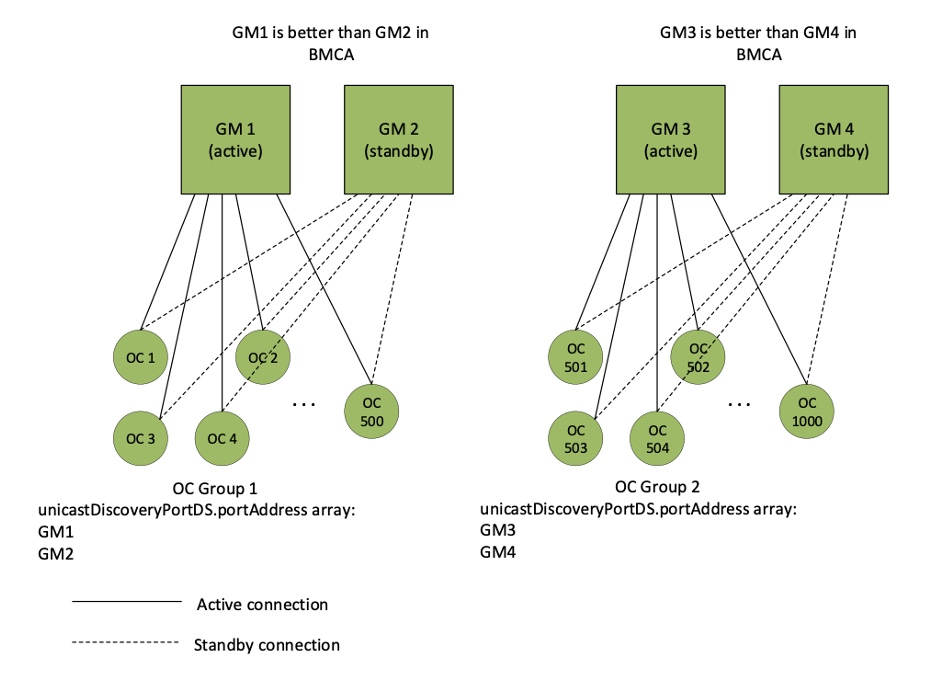 GM1 is better than GM2 in
BMCA
GM3 is better than GM4 in
BMCA
GM 1
(active)
GM 2
(standby)
GM 3
(active)
GM 4
(standby)
OC 1
OC 2
OC 3
OC 4
...
OC
500
OC
501
OC
502
OC
503
OC
504
...
OC
1000
OC Group 1
unicastDiscoveryPortDS.portAddress array:
GM1
GM2
OC Group 2
unicastDiscoveryPortDS.portAddress array:
GM3
GM4
Active connection
Standby connection